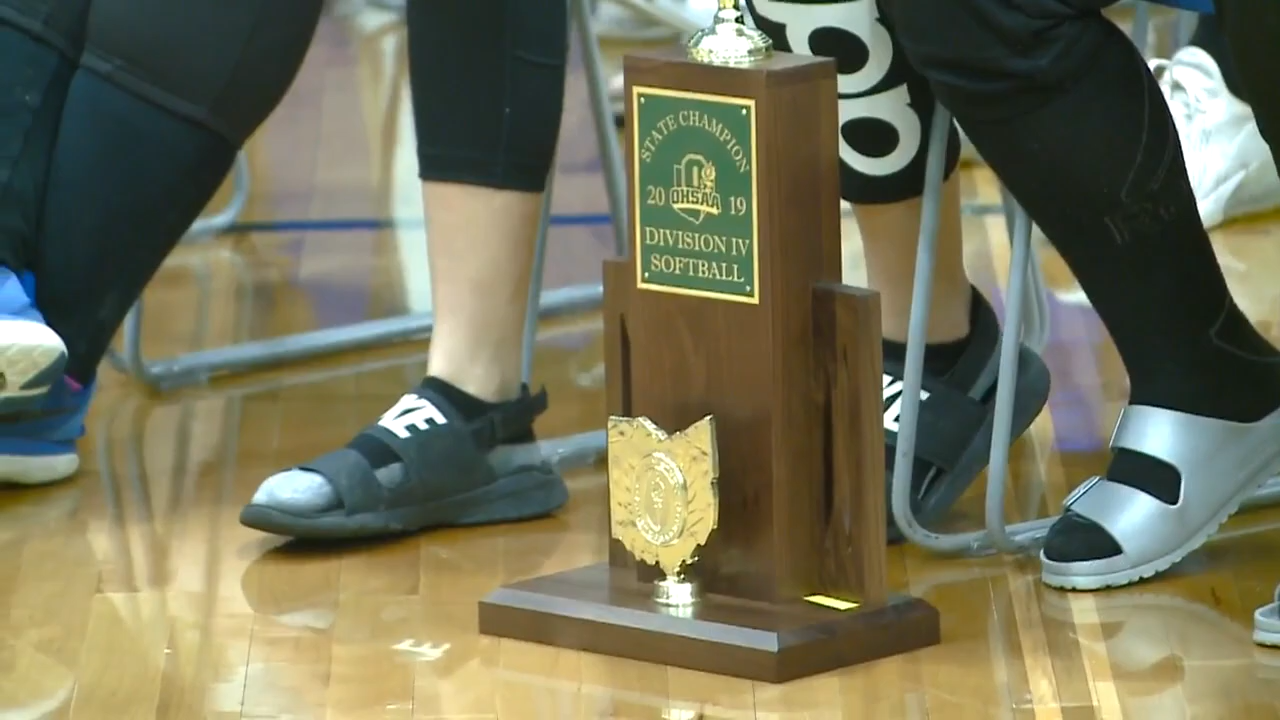 STATE CHAMPION
OHSAA
20 19
DIVISION IV
SOFTBALL